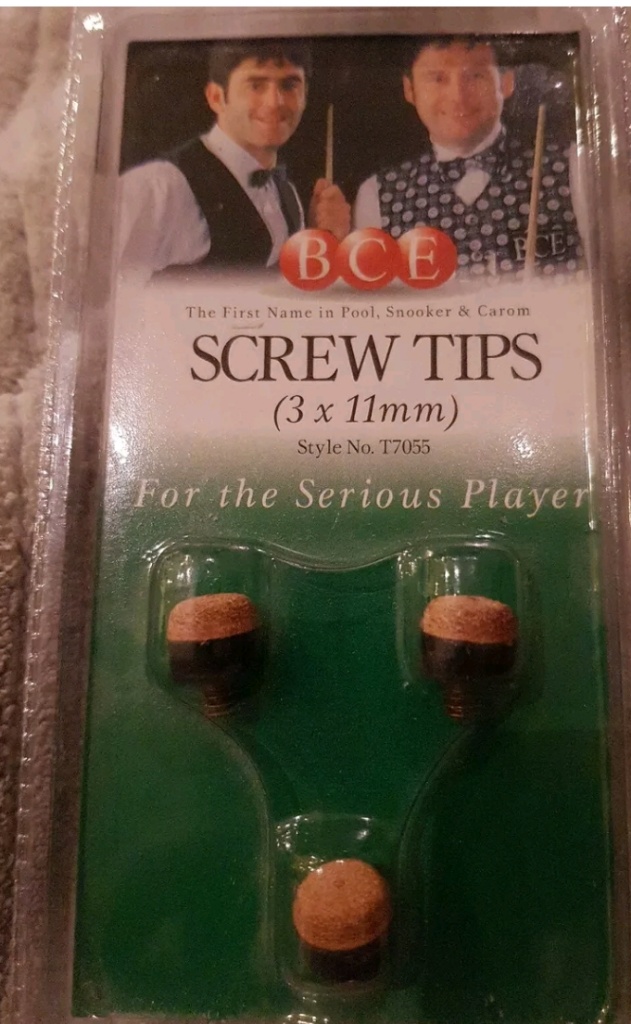 BCE
BCE
The First Name in Pool, Snooker & Carom
SCREW TIPS
(3 x 11mm)
Style No. T7055
For the Serious Player